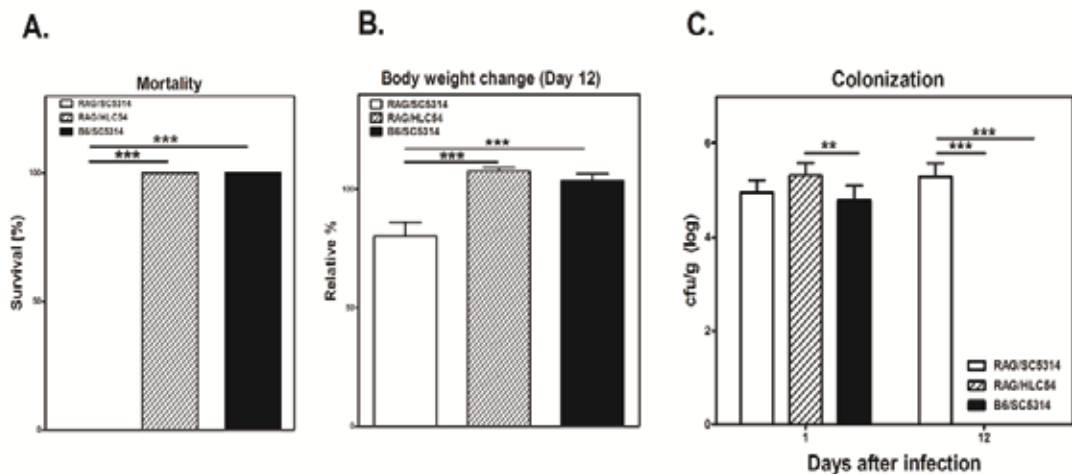 A.
Mortality
RAG/SC5314
RAG/HLC54
B6/SC5314
***
***
Survival (%)
100
50
0
B.
Body weight change (Day 12)
RAG/SC5314
RAG/HLC54
B6/SC5314
***
***
Relative %
100
50
0
C.
Colonization
**
***
***
cfu/g (log)
6
4
2
0
RAG/SC5314
RAG/HLC54
B6/SC5314
1
12
Days after infection